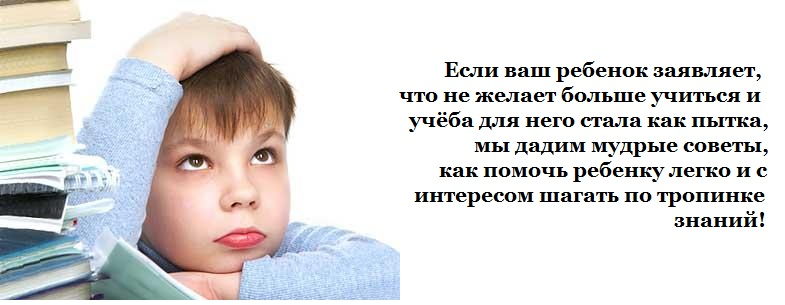 Если ваш ребенок заявляет,
что не желает больше учиться и
учёба для него стала как пытка,
мы дадим мудрые советы,
как помочь ребенку легко и с
интересом шагать по тропинке
знаний!